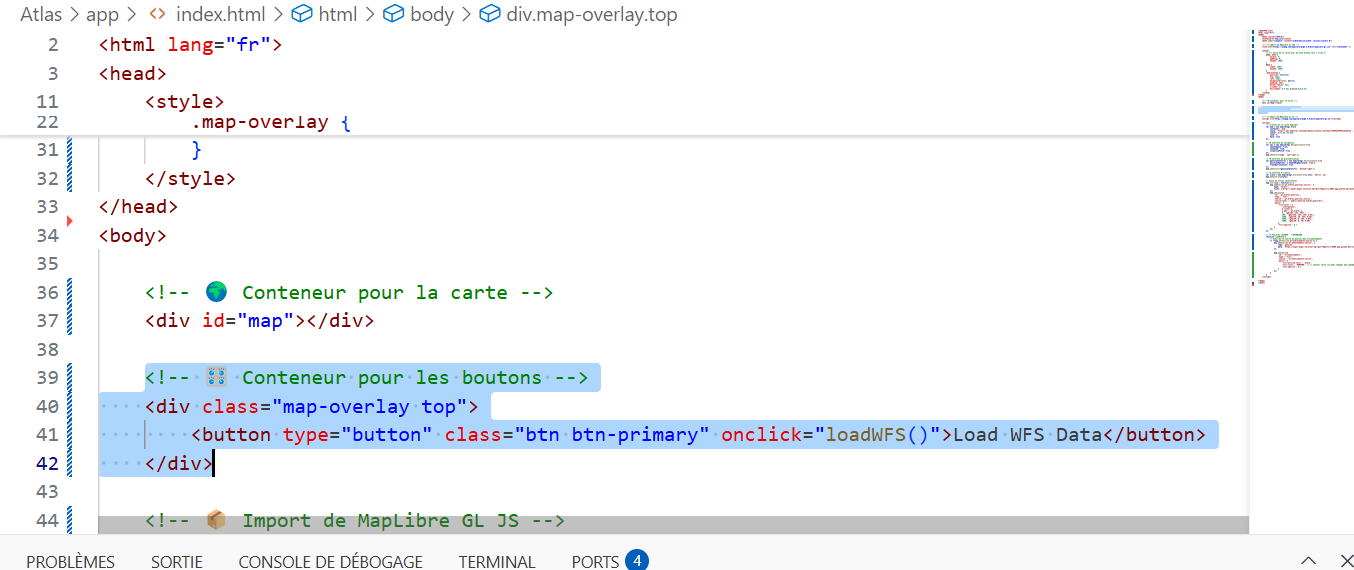 Atlas > app > <> index.html > html > body > div.map-overlay.top
2 <html lang="fr">
3 <head>
11 <style>
22 .map-overlay {
31 }
32 </style>
33 </head>
34 <body>
35
36 <!-- 🌍 Conteneur pour la carte -->
37 <div id="map"></div>
38
39 <!-- 🎛️ Conteneur pour les boutons -->
40 <div class="map-overlay top">
41 <button type="button" class="btn btn-primary" onclick="loadWFS()">Load WFS Data</button>
42 </div>
43
44 <!-- 📦 Import de MapLibre GL JS -->
PROBLÈMES SORTIE CONSOLE DE DÉBOGAGE TERMINAL PORTS 4